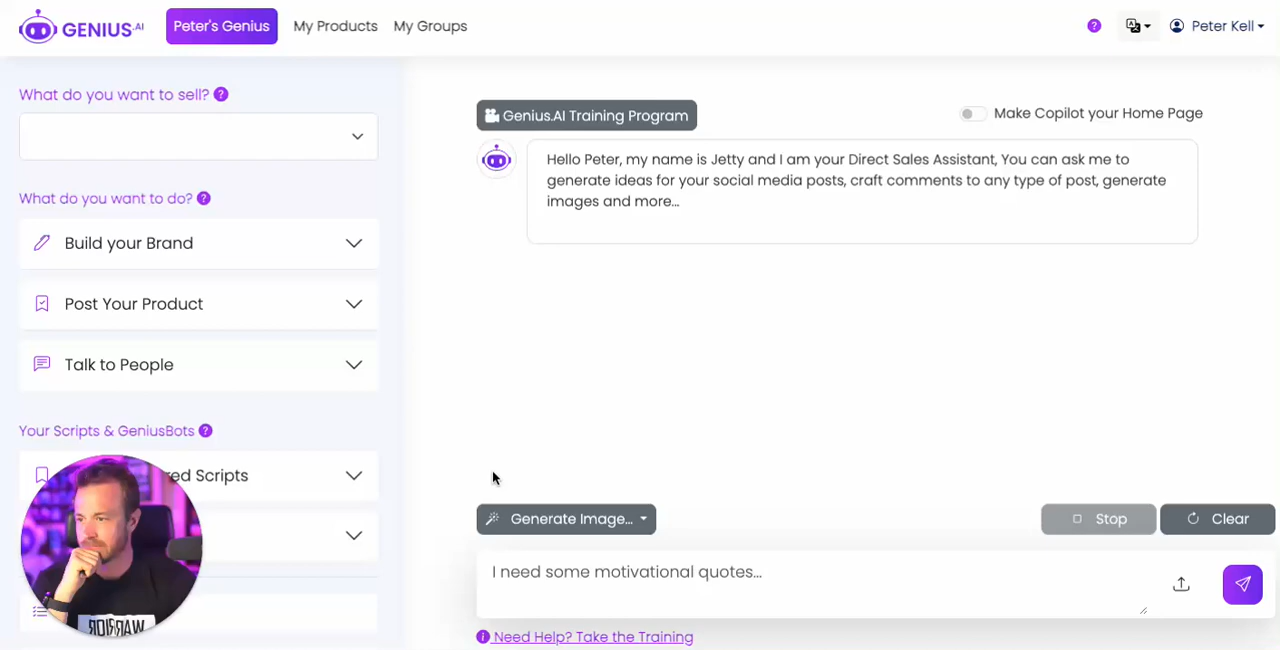 GENIUS.AI
Peter's Genius
My Products
My Groups
?
Peter Kell
What do you want to sell? ?
What do you want to do? ?
Build your Brand
Post Your Product
Talk to People
Your Scripts & GeniusBots ?
Scripts
Genius.AI Training Program
Make Copilot your Home Page
Hello Peter, my name is Jetty and I am your Direct Sales Assistant, You can ask me to
generate ideas for your social media posts, craft comments to any type of post, generate
images and more...
Generate Image...
Stop
Clear
I need some motivational quotes...
Need Help? Take the Training